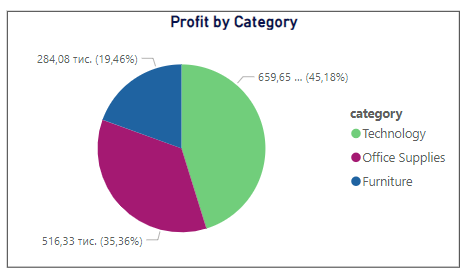 Profit by Category
284,08 тис. (19,46%)
659,65 ... (45,18%)
516,33 тис. (35,36%)
category
Technology
Office Supplies
Furniture